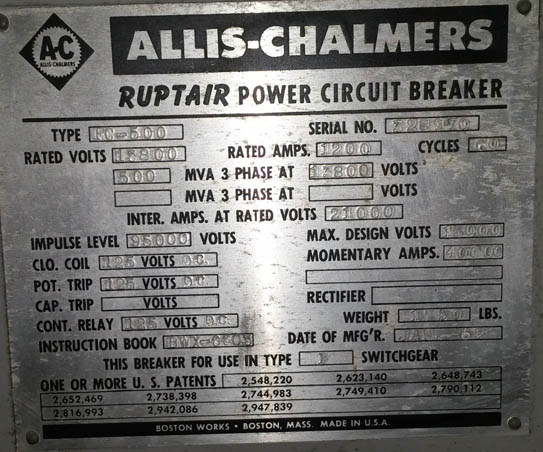 A-C
ALLIS-CHALMERS
ALLIS-CHALMERS
RUPTAIR POWER CIRCUIT BREAKER
TYPE -500 SERIAL NO.
RATED VOLTS 13800 RATED AMPS. 1200 CYCLES 60
500 MVA 3 PHASE AT 13800 VOLTS
MVA 3 PHASE AT VOLTS
INTER. AMPS. AT RATED VOLTS 21000
IMPULSE LEVEL 95000 VOLTS MAX. DESIGN VOLTS 15000
CLO. COIL 125 VOLTS D.C. MOMENTARY AMPS. 40000
POT. TRIP 125 VOLTS D.C.
CAP. TRIP VOLTS RECTIFIER
CONT. RELAY 125 VOLTS D.C. WEIGHT LBS.
INSTRUCTION BOOK DATE OF MFG'R. JAN.
THIS BREAKER FOR USE IN TYPE SWITCHGEAR
ONE OR MORE U. S. PATENTS 2,548,220 2,623,140 2,648,743
2,652,469 2,738,398 2,744,983 2,749,410 2,790,112
2,816,993 2,942,086 2,947,839
BOSTON WORKS • BOSTON, MASS. MADE IN U.S.A.